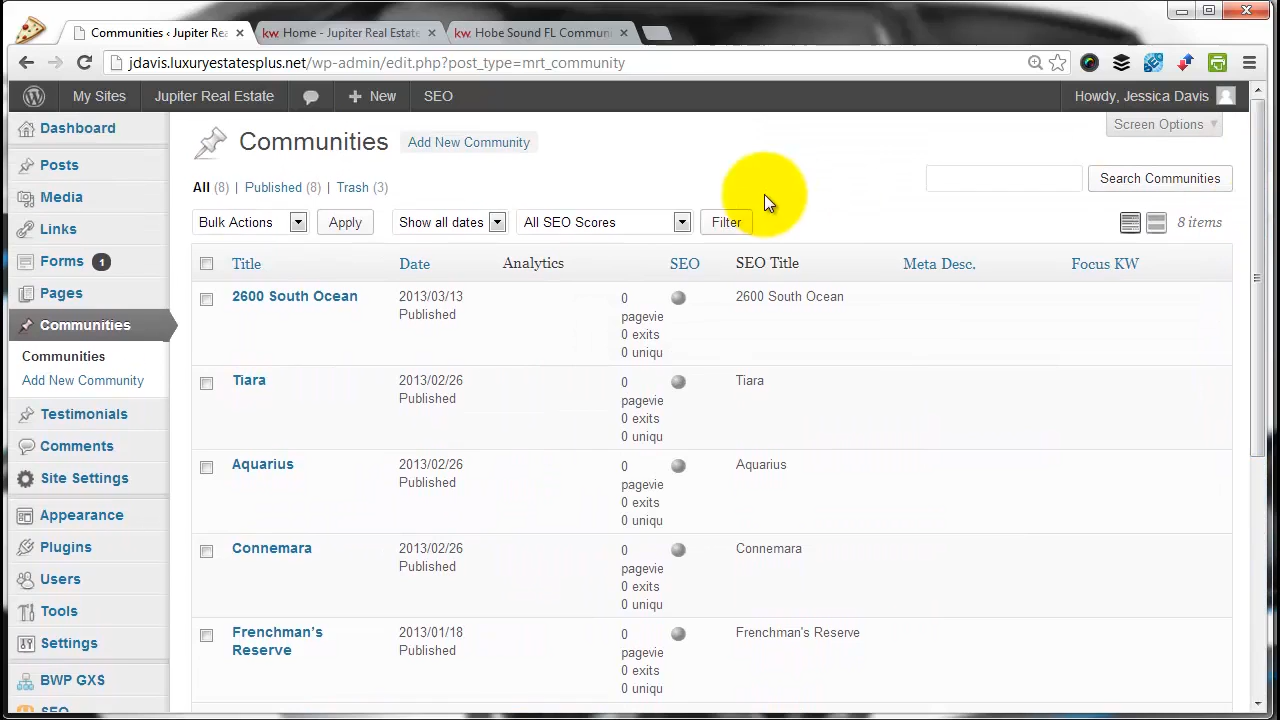 Communities ‹ Jupiter Rea
kw Home - Jupiter Real Estate
kw Hobe Sound FL Communi
jdavis.luxuryestatesplus.net/wp-admin/edit.php?post_type=nrt_community
My Sites
Jupiter Real Estate
New
SEO
Howdy, Jessica Davis
Dashboard
Posts
Media
Links
Forms 1
Pages
Communities
Communities
Add New Community
Testimonials
Comments
Site Settings
Appearance
Plugins
Users
Tools
Settings
BWP GXS
SEO
Screen Options
Communities Add New Community
All (8) | Published (8) | Trash (3)
Search Communities
Bulk Actions Apply Show all dates All SEO Scores Filter 8 items
Title Date Analytics SEO SEO Title Meta Desc. Focus KW
2600 South Ocean 2013/03/13 0 2600 South Ocean
Published pagevie
0 exits
0 uniqu
Tiara 2013/02/26 0 Tiara
Published pagevie
0 exits
0 uniqu
Aquarius 2013/02/26 0 Aquarius
Published pagevie
0 exits
0 uniqu
Connemara 2013/02/26 0 Connemara
Published pagevie
0 exits
0 uniqu
Frenchman's 2013/01/18 0 Frenchman's Reserve
Reserve Published pagevie
0 exits
0 uniqu